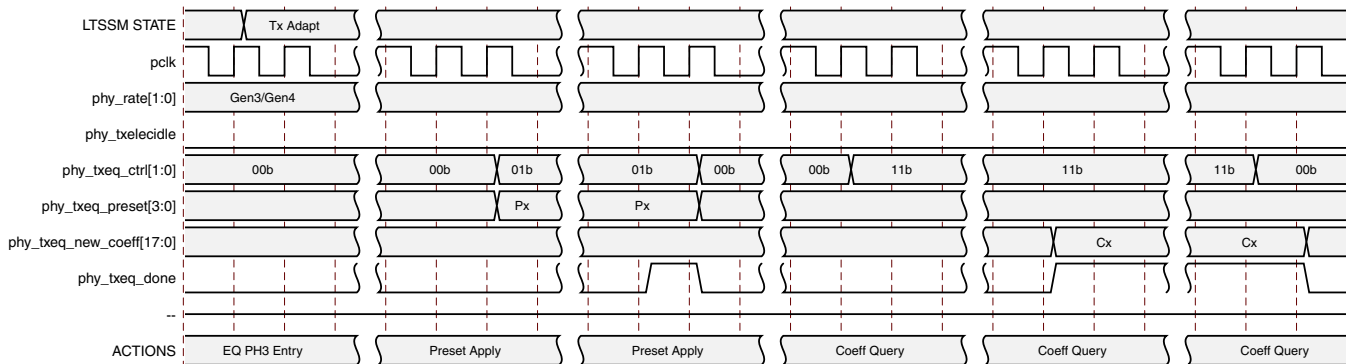 LTSSM STATE Tx Adapt
pclk
phy_rate[1:0] Gen3/Gen4
phy_txelecidle
phy_txeq_ctrl[1:0] 00b 00b 01b 01b 00b 00b 11b 11b 11b 00b
phy_txeq_preset[3:0] Px Px
phy_txeq_new_coeff[17:0] Cx Cx
phy_txeq_done
--
ACTIONS EQ PH3 Entry Preset Apply Preset Apply Coeff Query Coeff Query Coeff Query